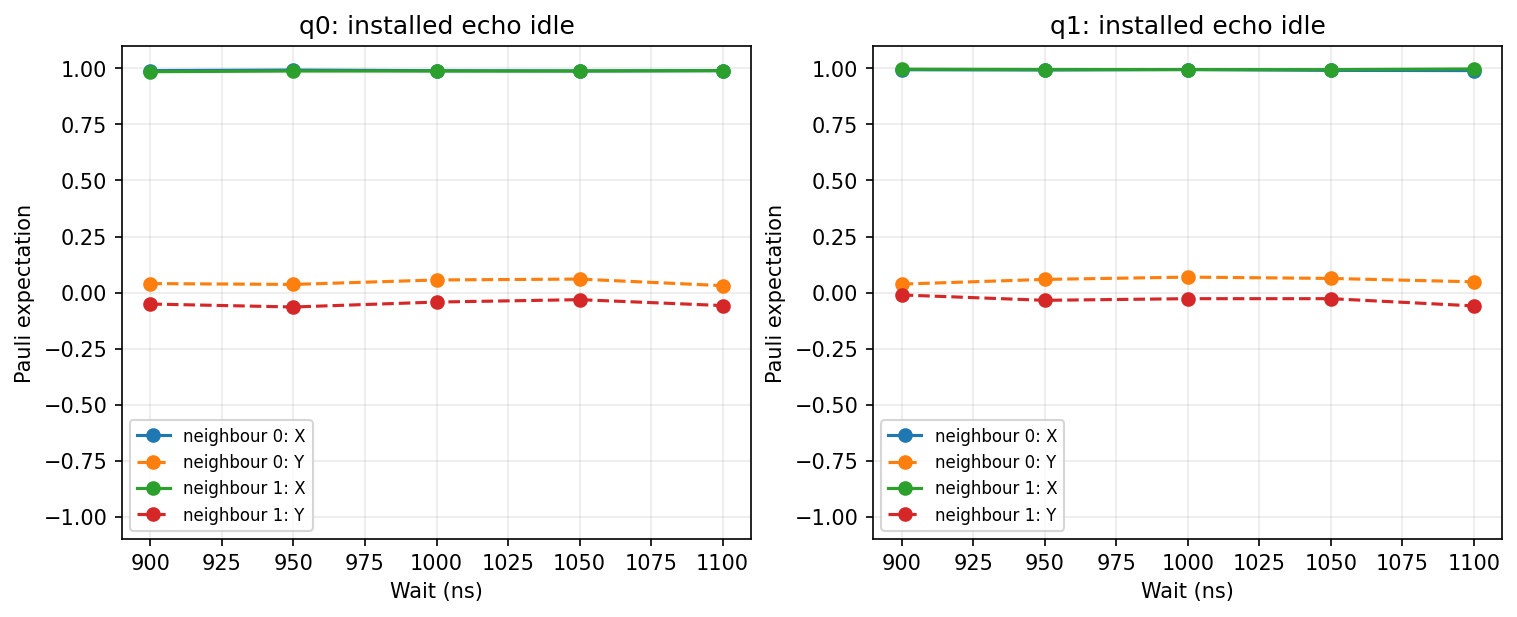 q0: installed echo idle
Pauli expectation
1.00
0.75
0.50
0.25
0.00
−0.25
−0.50
−0.75
−1.00
neighbour 0: X
neighbour 0: Y
neighbour 1: X
neighbour 1: Y
900 925 950 975 1000 1025 1050 1075 1100
Wait (ns)
q1: installed echo idle
Pauli expectation
1.00
0.75
0.50
0.25
0.00
−0.25
−0.50
−0.75
−1.00
neighbour 0: X
neighbour 0: Y
neighbour 1: X
neighbour 1: Y
900 925 950 975 1000 1025 1050 1075 1100
Wait (ns)